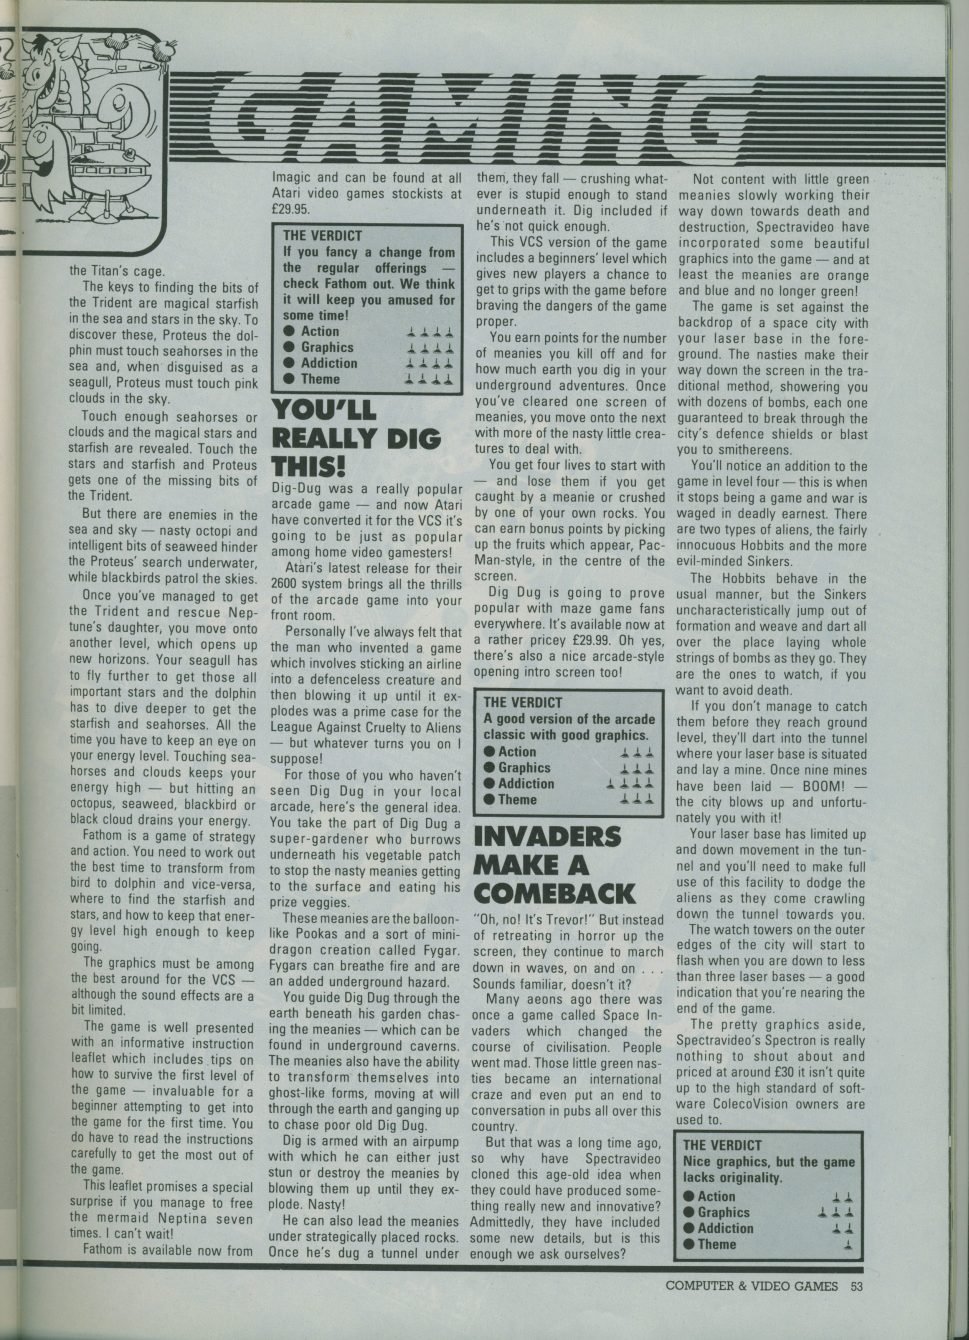 GAMING
the Titan's cage.
The keys to finding the bits of
the Trident are magical starfish
in the sea and stars in the sky. To
discover these, Proteus the dol-
phin must touch seahorses in the
sea and, when disguised as a
seagull, Proteus must touch pink
clouds in the sky.
Touch enough seahorses or
clouds and the magical stars and
starfish are revealed. Touch the
stars and starfish and Proteus
gets one of the missing bits of
the Trident.
But there are enemies in the
sea and sky — nasty octopi and
intelligent bits of seaweed hinder
the Proteus' search underwater,
while blackbirds patrol the skies.
Once you've managed to get
the Trident and rescue Nep-
tune's daughter, you move onto
another level, which opens up
new horizons. Your seagull has
to fly further to get those all
important stars and the dolphin
has to dive deeper to get the
starfish and seahorses. All the
time you have to keep an eye on
your energy level. Touching sea-
horses and clouds keeps your
energy high — but hitting an
octopus, seaweed, blackbird or
black cloud drains your energy.
Fathom is a game of strategy
and action. You need to work out
the best time to transform from
bird to dolphin and vice-versa,
where to find the starfish and
stars, and how to keep that ener-
gy level high enough to keep
going.
The graphics must be among
the best around for the VCS —
although the sound effects are a
bit limited.
The game is well presented
with an informative instruction
leaflet which includes tips on
how to survive the first level of
the game — invaluable for a
beginner attempting to get into
the game for the first time. You
do have to read the instructions
carefully to get the most out of
the game.
This leaflet promises a special
surprise if you manage to free
the mermaid Neptina seven
times. I can't wait!
Fathom is available now from
Imagic and can be found at all
Atari video games stockists at
£29.95.
THE VERDICT
If you fancy a change from
the regular offerings —
check Fathom out. We think
it will keep you amused for
some time!
● Action
● Graphics
● Addiction
● Theme
YOU'LL
REALLY DIG
THIS!
Dig-Dug was a really popular
arcade game — and now Atari
have converted it for the VCS it's
going to be just as popular
among home video gamesters!
Atari's latest release for their
2600 system brings all the thrills
of the arcade game into your
front room.
Personally I've always felt that
the man who invented a game
which involves sticking an airline
into a defenceless creature and
then blowing it up until it ex-
plodes was a prime case for the
League Against Cruelty to Aliens
— but whatever turns you on I
suppose!
For those of you who haven't
seen Dig Dug in your local
arcade, here's the general idea.
You take the part of Dig Dug a
super-gardener who burrows
underneath his vegetable patch
to stop the nasty meanies getting
to the surface and eating his
prize veggies.
These meanies are the balloon-
like Pookas and a sort of mini-
dragon creation called Fygar.
Fygars can breathe fire and are
an added underground hazard.
You guide Dig Dug through the
earth beneath his garden chas-
ing the meanies — which can be
found in underground caverns.
The meanies also have the ability
to transform themselves into
ghost-like forms, moving at will
through the earth and ganging up
to chase poor old Dig Dug.
Dig is armed with an airpump
with which he can either just
stun or destroy the meanies by
blowing them up until they ex-
plode. Nasty!
He can also lead the meanies
under strategically placed rocks.
Once he's dug a tunnel under
them, they fall — crushing what-
ever is stupid enough to stand
underneath it. Dig included if
he's not quick enough.
This VCS version of the game
includes a beginners' level which
gives new players a chance to
get to grips with the game before
braving the dangers of the game
proper.
You earn points for the number
of meanies you kill off and for
how much earth you dig in your
underground adventures. Once
you've cleared one screen of
meanies, you move onto the next
with more of the nasty little crea-
tures to deal with.
You get four lives to start with
— and lose them if you get
caught by a meanie or crushed
by one of your own rocks. You
can earn bonus points by picking
up the fruits which appear, Pac-
Man-style, in the centre of the
screen.
Dig Dug is going to prove
popular with maze game fans
everywhere. It's available now at
a rather pricey £29.99. Oh yes,
there's also a nice arcade-style
opening intro screen too!
THE VERDICT
A good version of the arcade
classic with good graphics.
● Action
● Graphics
● Addiction
● Theme
INVADERS
MAKE A
COMEBACK
"Oh, no! It's Trevor!" But instead
of retreating in horror up the
screen, they continue to march
down in waves, on and on . . .
Sounds familiar, doesn't it?
Many aeons ago there was
once a game called Space In-
vaders which changed the
course of civilisation. People
went mad. Those little green nas-
ties became an international
craze and even put an end to
conversation in pubs all over this
country.
But that was a long time ago,
so why have Spectravideo
cloned this age-old idea when
they could have produced some-
thing really new and innovative?
Admittedly, they have included
some new details, but is this
enough we ask ourselves?
Not content with little green
meanies slowly working their
way down towards death and
destruction, Spectravideo have
incorporated some beautiful
graphics into the game — and at
least the meanies are orange
and blue and no longer green!
The game is set against the
backdrop of a space city with
your laser base in the fore-
ground. The nasties make their
way down the screen in the tra-
ditional method, showering you
with dozens of bombs, each one
guaranteed to break through the
city's defence shields or blast
you to smithereens.
You'll notice an addition to the
game in level four — this is when
it stops being a game and war is
waged in deadly earnest. There
are two types of aliens, the fairly
innocuous Hobbits and the more
evil-minded Sinkers.
The Hobbits behave in the
usual manner, but the Sinkers
uncharacteristically jump out of
formation and weave and dart all
over the place laying whole
strings of bombs as they go. They
are the ones to watch, if you
want to avoid death.
If you don't manage to catch
them before they reach ground
level, they'll dart into the tunnel
where your laser base is situated
and lay a mine. Once nine mines
have been laid — BOOM! —
the city blows up and unfortu-
nately you with it!
Your laser base has limited up
and down movement in the tun-
nel and you'll need to make full
use of this facility to dodge the
aliens as they come crawling
down the tunnel towards you.
The watch towers on the outer
edges of the city will start to
flash when you are down to less
than three laser bases — a good
indication that you're nearing the
end of the game.
The pretty graphics aside,
Spectravideo's Spectron is really
nothing to shout about and
priced at around £30 it isn't quite
up to the high standard of soft-
ware ColecoVision owners are
used to.
THE VERDICT
Nice graphics, but the game
lacks originality.
● Action
● Graphics
● Addiction
● Theme
COMPUTER & VIDEO GAMES 53